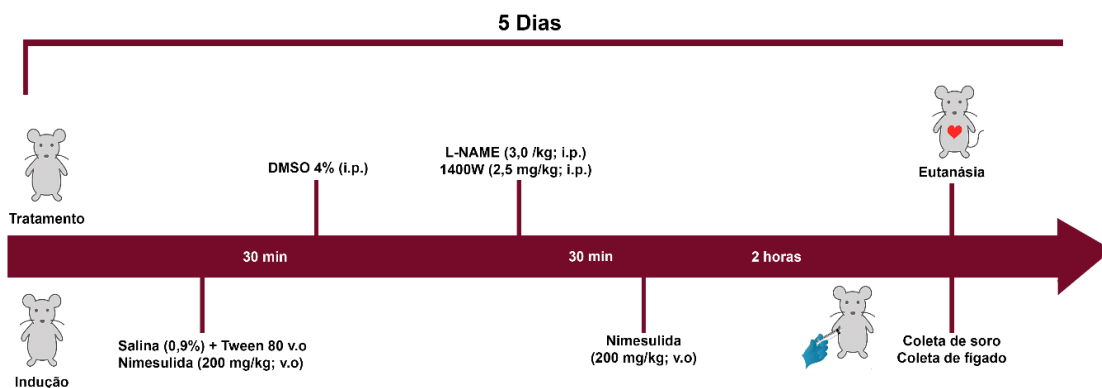 5 Dias
DMSO 4% (i.p.)
L-NAME (3,0 /kg; i.p.)
1400W (2,5 mg/kg; i.p.)
Eutanásia
Tratamento
30 min
30 min
2 horas
Salina (0,9%) + Tween 80 v.o
Nimesulida (200 mg/kg; v.o)
Nimesulida
(200 mg/kg; v.o)
Coleta de soro
Coleta de fígado
Indução